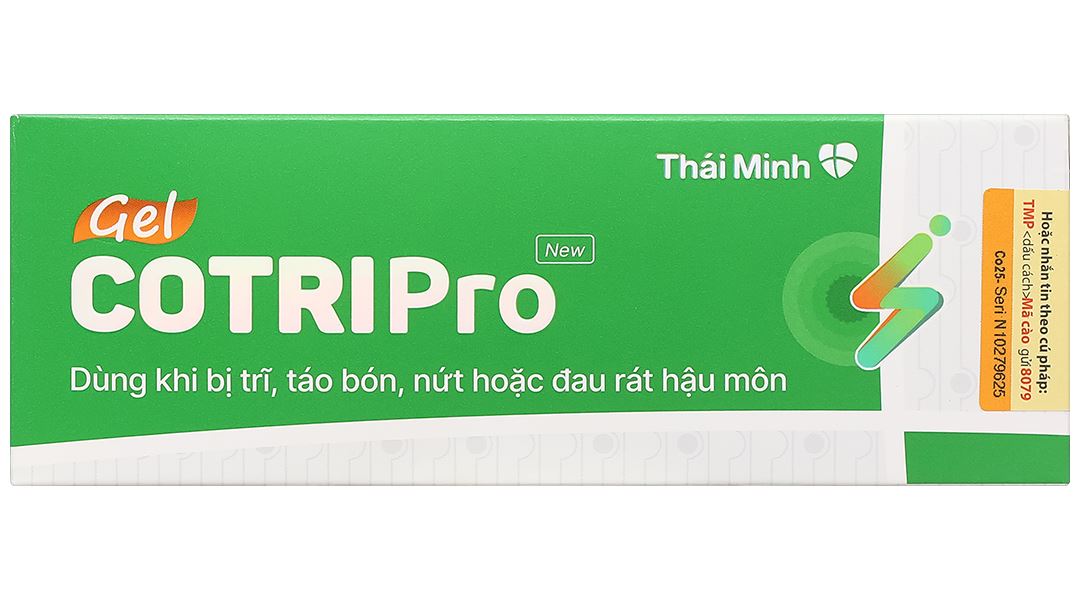 Thái Minh
Gel
COTRIPro
New
Dùng khi bị trĩ, táo bón, nứt hoặc đau rát hậu môn
Hoặc nhắn tin theo cú pháp:
TMP <dấu cách>Mã cào gửi 8079
Co25- Seri N10279625